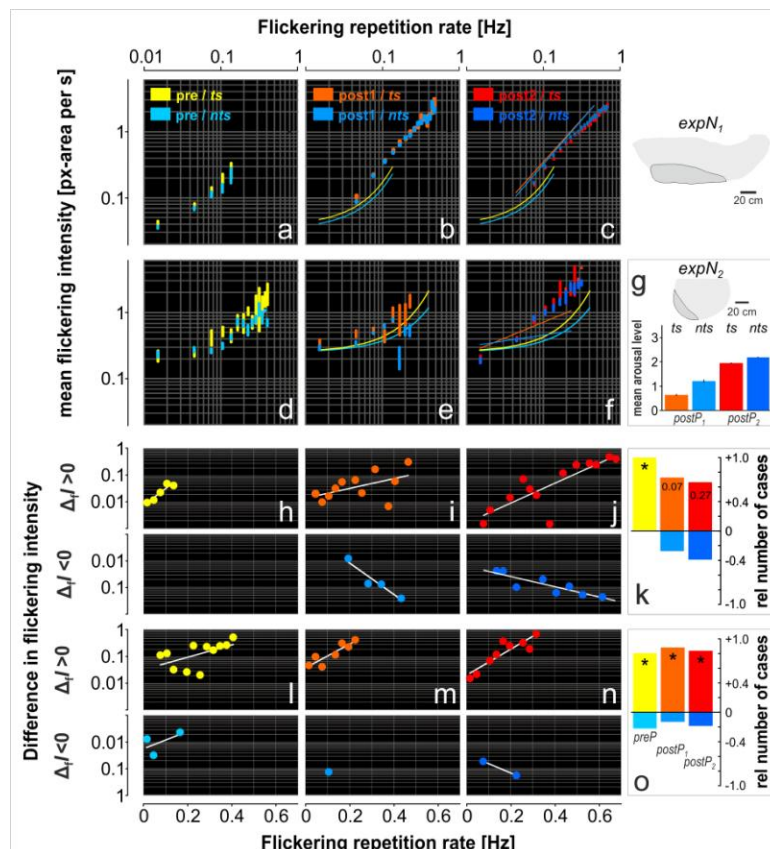 Flickering repetition rate [Hz]
0.01 0.1 1 0.1 1 0.1 1
mean flickering intensity [px-area per s]
1
0.1
pre / ts
pre / nts
a
post1 / ts
post1 / nts
b
post2 / ts
post2 / nts
c
expN1
20 cm
1
0.1
d
e
f
g
expN2
20 cm
ts nts ts nts
mean arousal level
3
2
1
0
postP1 postP2
Difference in flickering intensity
ΔfI >0
1
0.1
0.01
h
i
j
ΔfI <0
0.01
0.1
1
*
0.07
0.27
+1.0
+0.4
0
-0.4
-1.0
rel number of cases
k
ΔfI >0
1
0.1
0.01
l
m
n
ΔfI <0
0.01
0.1
1
* * *
+1.0
+0.4
0
-0.4
-1.0
rel number of cases
preP
postP1
postP2
o
0 0.2 0.4 0.6 0 0.2 0.4 0.6 0 0.2 0.4 0.6
Flickering repetition rate [Hz]